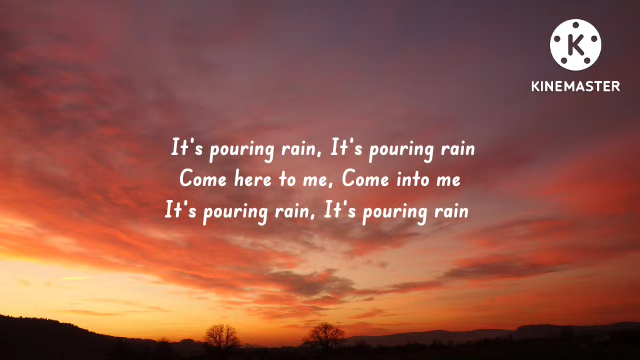 KINEMASTER
It's pouring rain, It's pouring rain
Come here to me, Come into me
It's pouring rain, It's pouring rain